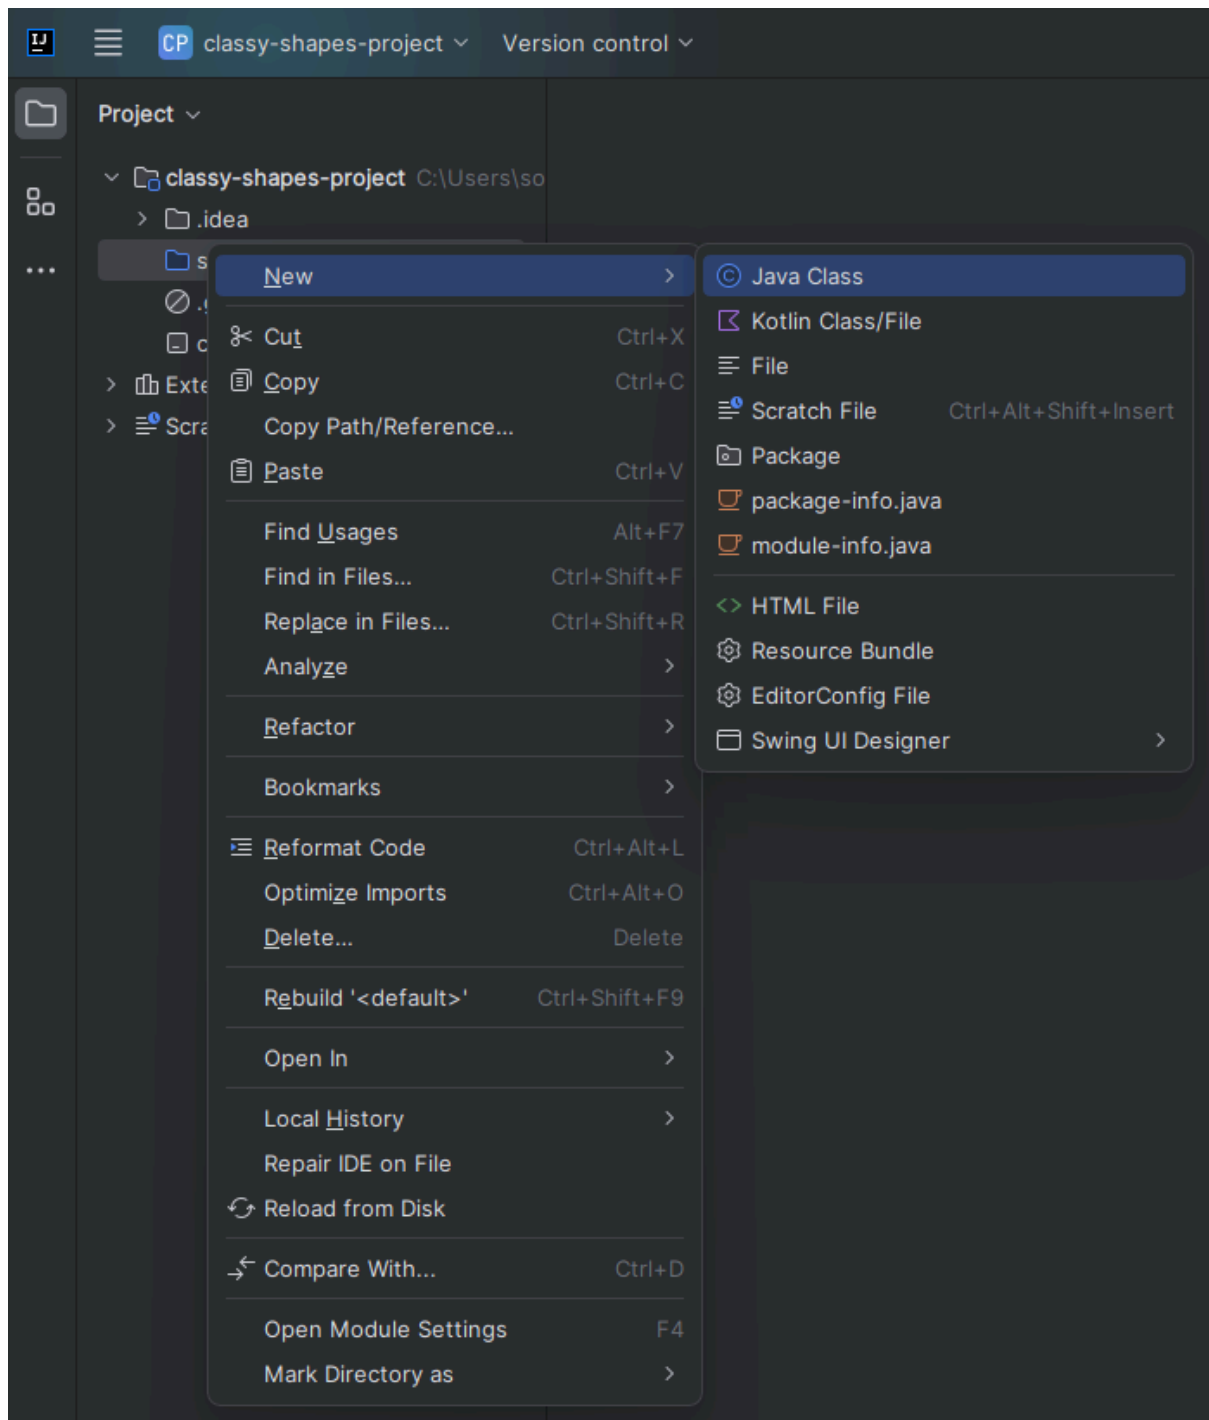 IJ
CP classy-shapes-project Version control
Project
classy-shapes-project C:\Users\so
.idea
New
Cut Ctrl+X
Copy Ctrl+C
Copy Path/Reference...
Paste Ctrl+V
Find Usages Alt+F7
Find in Files... Ctrl+Shift+F
Replace in Files... Ctrl+Shift+R
Analyze
Refactor
Bookmarks
Reformat Code Ctrl+Alt+L
Optimize Imports Ctrl+Alt+O
Delete... Delete
Rebuild '<default>' Ctrl+Shift+F9
Open In
Local History
Repair IDE on File
Reload from Disk
Compare With... Ctrl+D
Open Module Settings F4
Mark Directory as
Java Class
Kotlin Class/File
File
Scratch File Ctrl+Alt+Shift+Insert
Package
package-info.java
module-info.java
HTML File
Resource Bundle
EditorConfig File
Swing UI Designer